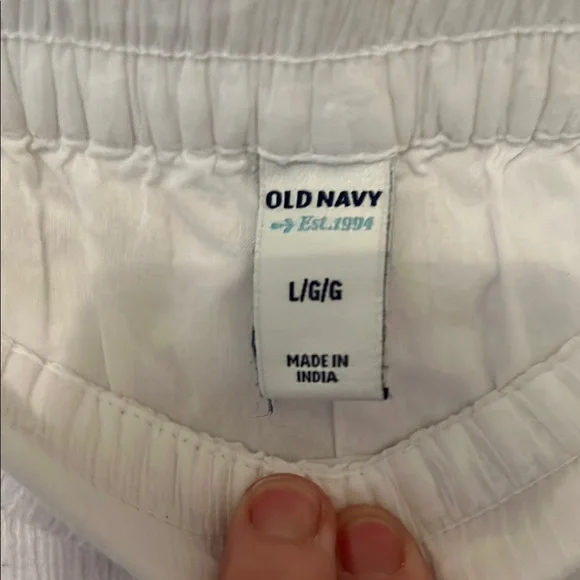 OLD NAVY
Est.1994
L/G/G
MADE IN
INDIA